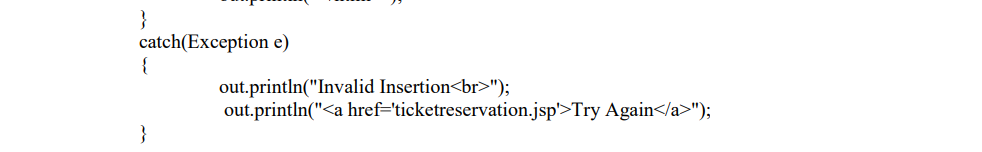 }
catch(Exception e)
{
out.println("Invalid Insertion<br>");
out.println("<a href='ticketreservation.jsp'>Try Again</a>");
}